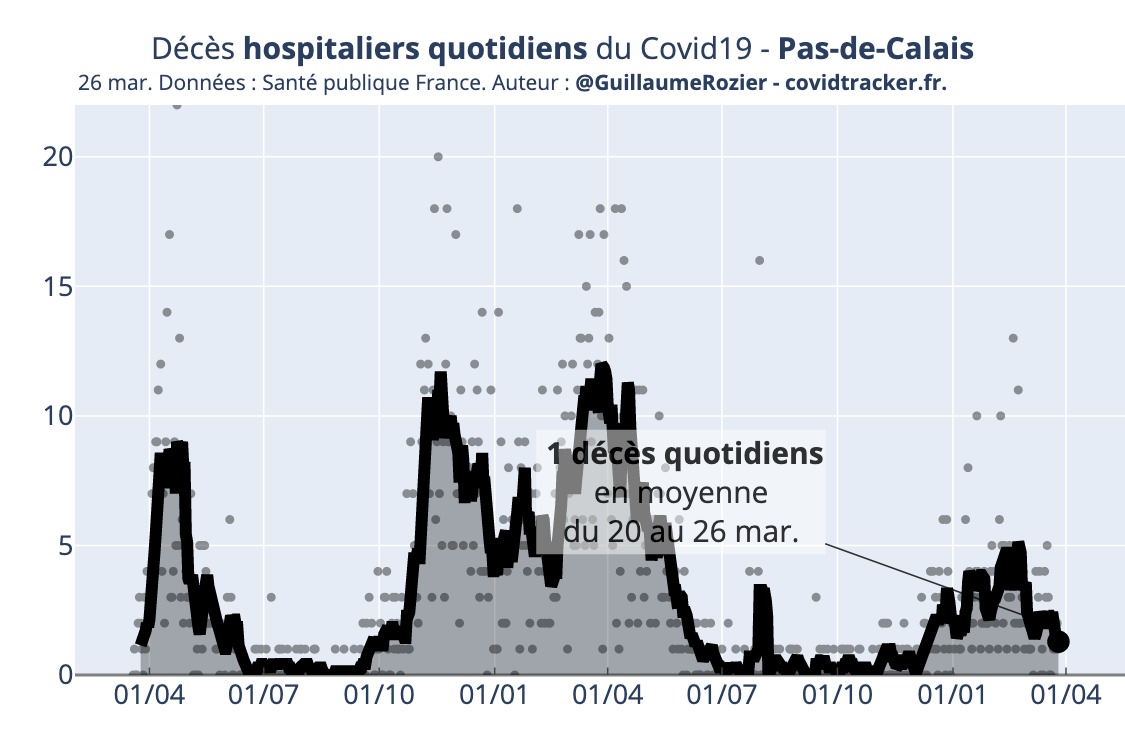 Décès hospitaliers quotidiens du Covid19 - Pas-de-Calais
26 mar. Données : Santé publique France. Auteur : @GuillaumeRozier - covidtracker.fr.
20
15
10
5
0
1 décès quotidiens
en moyenne
du 20 au 26 mar.
01/04 01/07 01/10 01/01 01/04 01/07 01/10 01/01 01/04